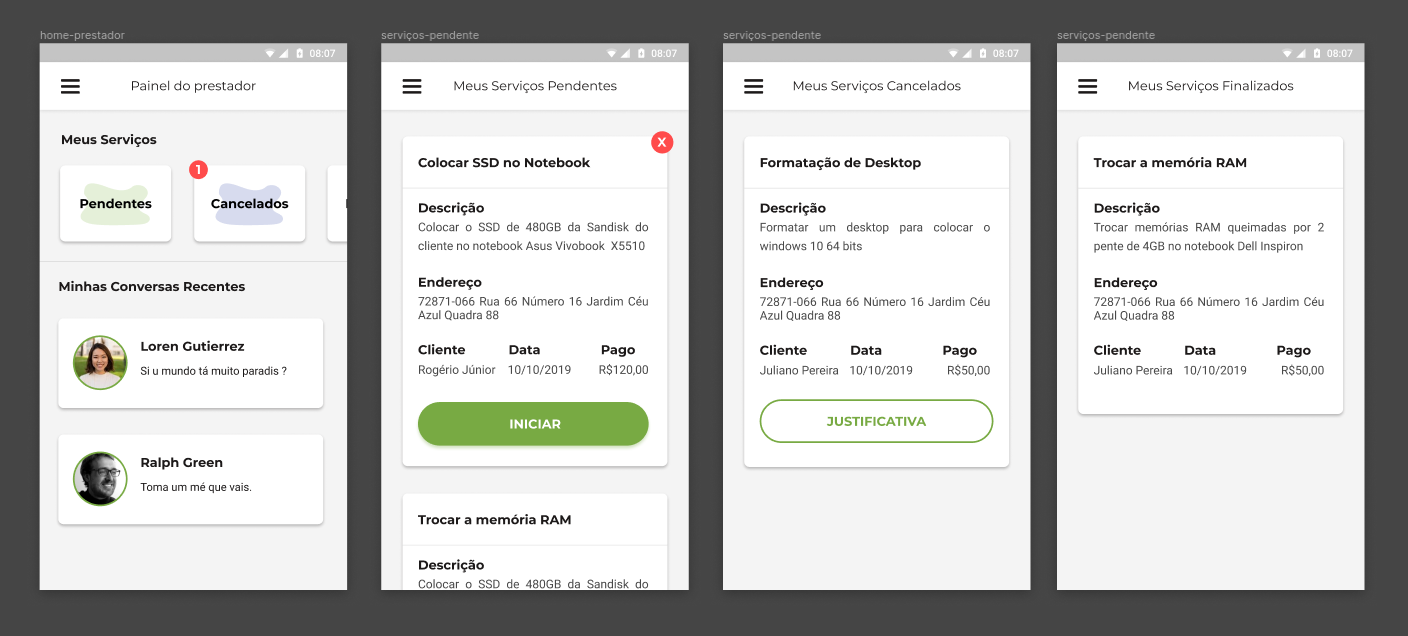 home-prestador
08:07
Painel do prestador
Meus Serviços
1
Pendentes
Cancelados
Minhas Conversas Recentes
Loren Gutierrez
Si u mundo tá muito paradis ?
Ralph Green
Toma um mé que vais.
serviços-pendente
08:07
Meus Serviços Pendentes
X
Colocar SSD no Notebook
Descrição
Colocar o SSD de 480GB da Sandisk do
cliente no notebook Asus Vivobook X5510
Endereço
72871-066 Rua 66 Número 16 Jardim Céu
Azul Quadra 88
Cliente Data Pago
Rogério Júnior 10/10/2019 R$120,00
INICIAR
Trocar a memória RAM
Descrição
Colocar o SSD de 480GB da Sandisk do
serviços-pendente
08:07
Meus Serviços Cancelados
Formatação de Desktop
Descrição
Formatar um desktop para colocar o
windows 10 64 bits
Endereço
72871-066 Rua 66 Número 16 Jardim Céu
Azul Quadra 88
Cliente Data Pago
Juliano Pereira 10/10/2019 R$50,00
JUSTIFICATIVA
serviços-pendente
08:07
Meus Serviços Finalizados
Trocar a memória RAM
Descrição
Trocar memórias RAM queimadas por 2
pente de 4GB no notebook Dell Inspiron
Endereço
72871-066 Rua 66 Número 16 Jardim Céu
Azul Quadra 88
Cliente Data Pago
Juliano Pereira 10/10/2019 R$50,00